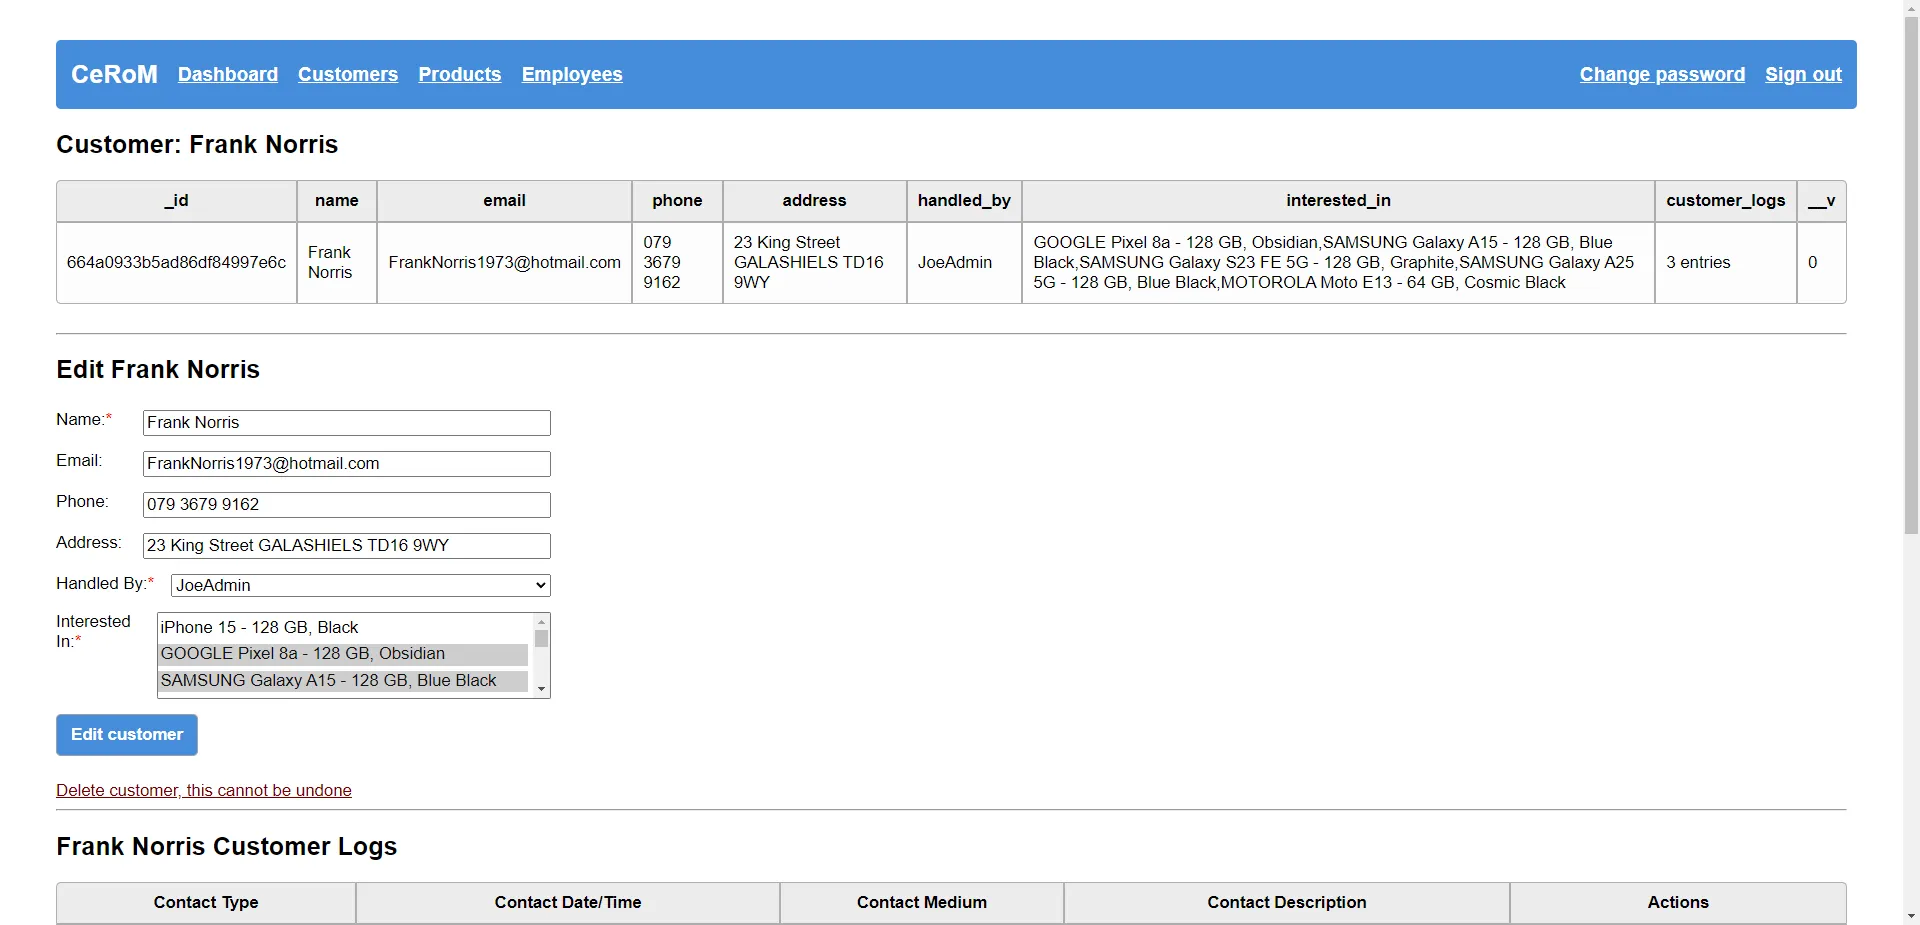 CeRoM Dashboard Customers Products Employees Change password Sign out
Customer: Frank Norris
_id name email phone address handled_by interested_in customer_logs __v
664a0933b5ad86df84997e6c
Frank
Norris
FrankNorris1973@hotmail.com
079
3679
9162
23 King Street
GALASHIELS TD16
9WY
JoeAdmin
GOOGLE Pixel 8a - 128 GB, Obsidian,SAMSUNG Galaxy A15 - 128 GB, Blue
Black,SAMSUNG Galaxy S23 FE 5G - 128 GB, Graphite,SAMSUNG Galaxy A25
5G - 128 GB, Blue Black,MOTOROLA Moto E13 - 64 GB, Cosmic Black
3 entries
0
Edit Frank Norris
Name:* Frank Norris
Email: FrankNorris1973@hotmail.com
Phone: 079 3679 9162
Address: 23 King Street GALASHIELS TD16 9WY
Handled By:* JoeAdmin
Interested
In:*
iPhone 15 - 128 GB, Black
GOOGLE Pixel 8a - 128 GB, Obsidian
SAMSUNG Galaxy A15 - 128 GB, Blue Black
Edit customer
Delete customer, this cannot be undone
Frank Norris Customer Logs
Contact Type Contact Date/Time Contact Medium Contact Description Actions